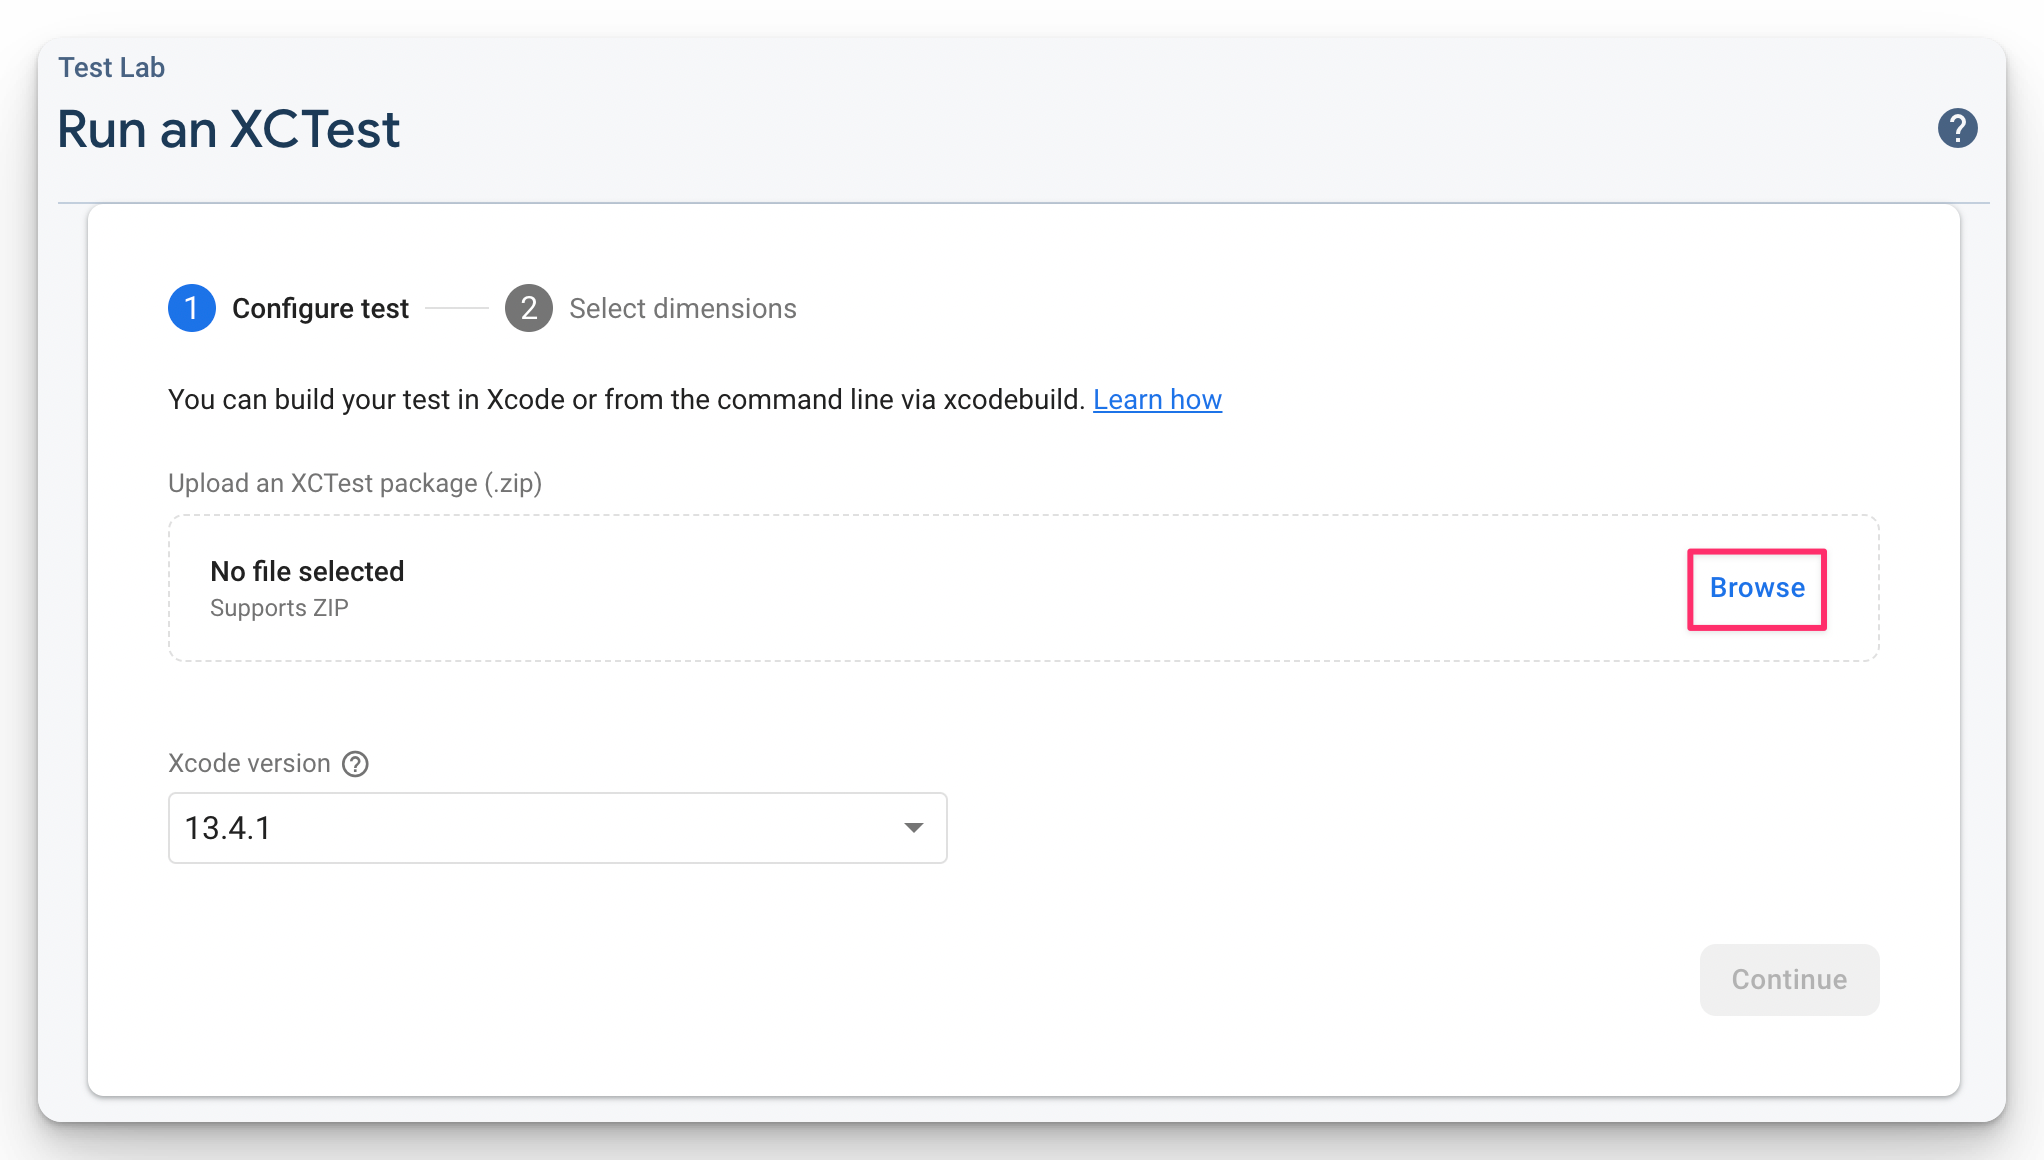 Test Lab
Run an XCTest
?
1 Configure test 2 Select dimensions
You can build your test in Xcode or from the command line via xcodebuild. Learn how
Upload an XCTest package (.zip)
No file selected
Browse
Supports ZIP
Xcode version ?
13.4.1
Continue